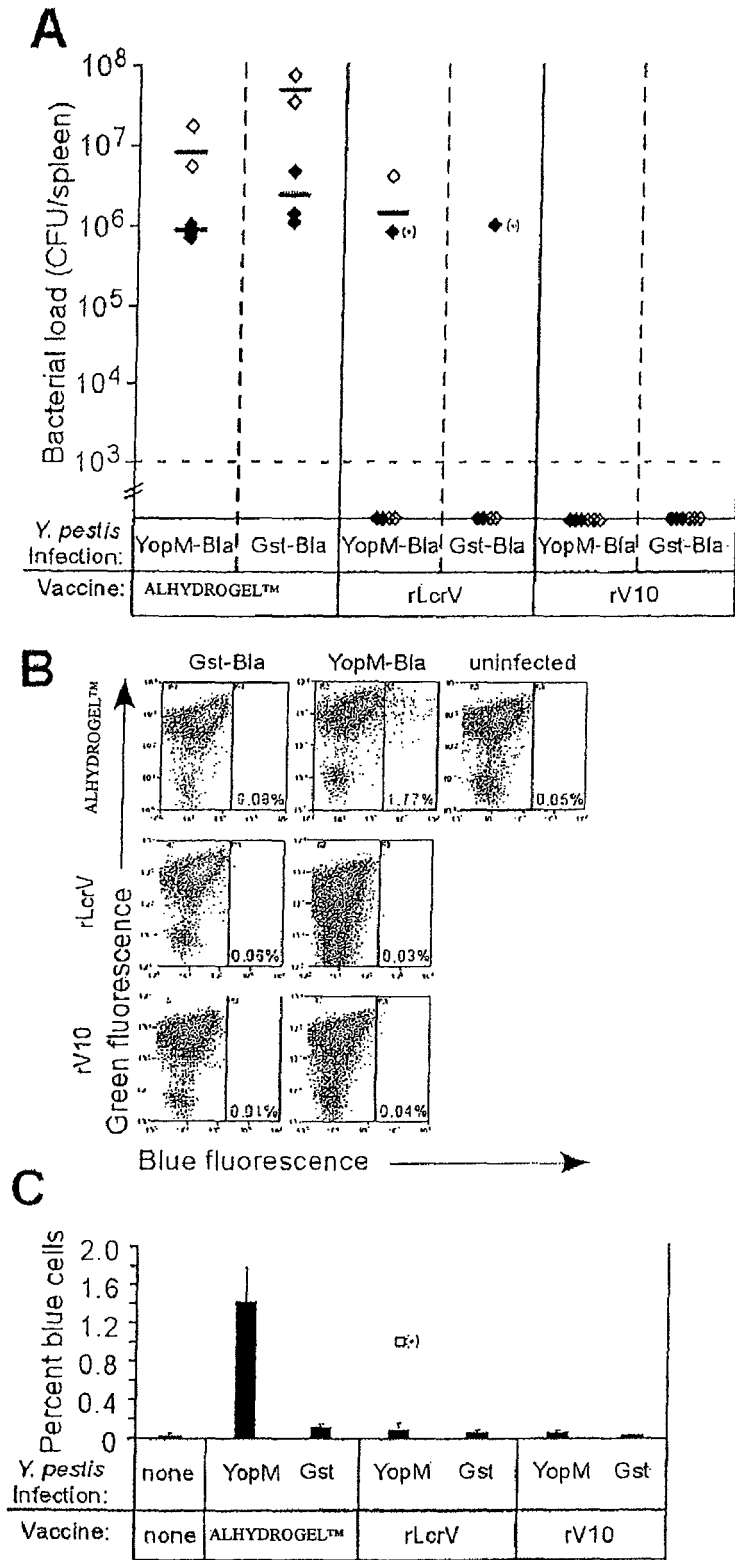 A
Bacterial load (CFU/spleen)
10⁸
10⁷
10⁶
10⁵
10⁴
10³
(*)
(*)
Y. pestis Infection:
YopM-Bla Gst-Bla YopM-Bla Gst-Bla YopM-Bla Gst-Bla
Vaccine: ALHYDROGEL™ rLcrV rV10
B
Gst-Bla YopM-Bla uninfected
ALHYDROGEL™
0.08% 1.77% 0.05%
rLcrV
0.06% 0.03%
rV10
0.01% 0.04%
Green fluorescence
Blue fluorescence
C
Percent blue cells
2.0
1.6
1.2
0.8
0.4
0
(*)
Y. pestis Infection:
none YopM Gst YopM Gst YopM Gst
Vaccine: none ALHYDROGEL™ rLcrV rV10